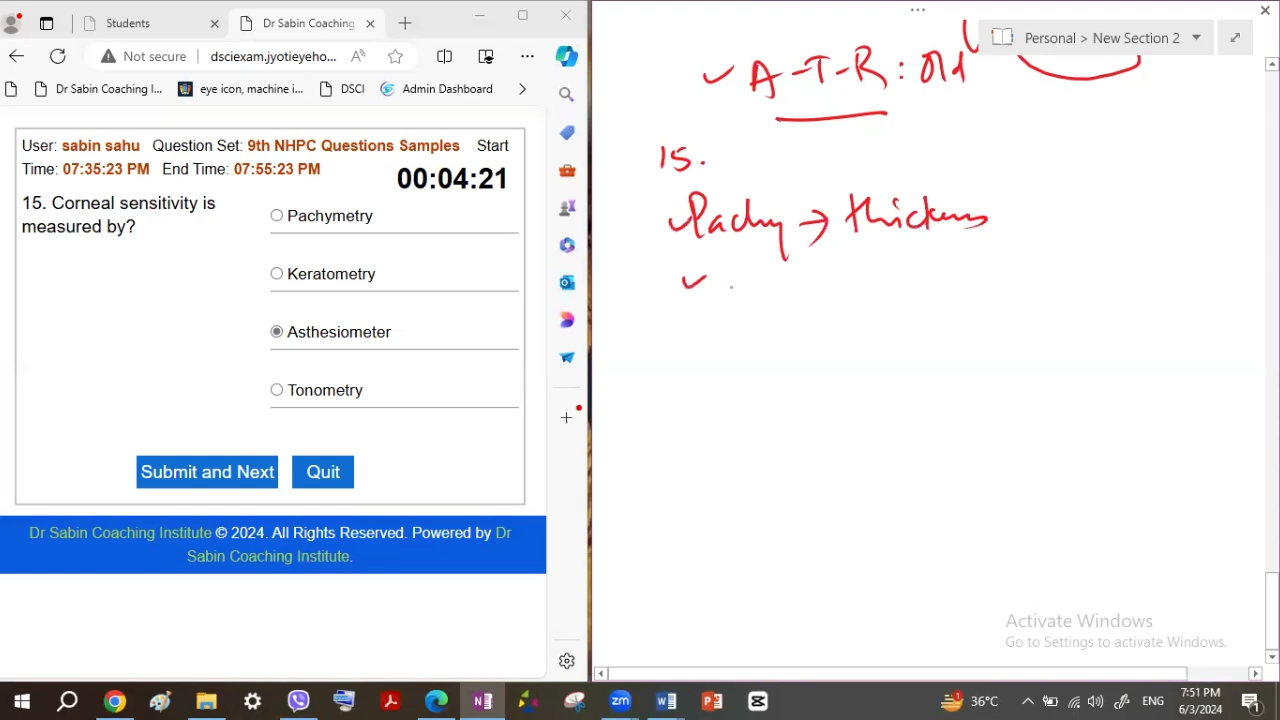 Students
Dr Sabin Coaching
Not secure
dsciexam.jyotieyeho...
Dr Sabin Coaching I...
eye icon, machine i...
DSCI
Admin Dashboard
Personal > New Section 2
User: sabin sahu Question Set: 9th NHPC Questions Samples Start
Time: 07:35:23 PM End Time: 07:55:23 PM
00:04:21
15. Corneal sensitivity is
measured by?
Pachymetry
Keratometry
Asthesiometer
Tonometry
Submit and Next
Quit
Dr Sabin Coaching Institute © 2024. All Rights Reserved. Powered by Dr
Sabin Coaching Institute.
A-T-R : Old
15.
Pachy → thickness
Activate Windows
Go to Settings to activate Windows.
36°C
ENG
7:51 PM
6/3/2024